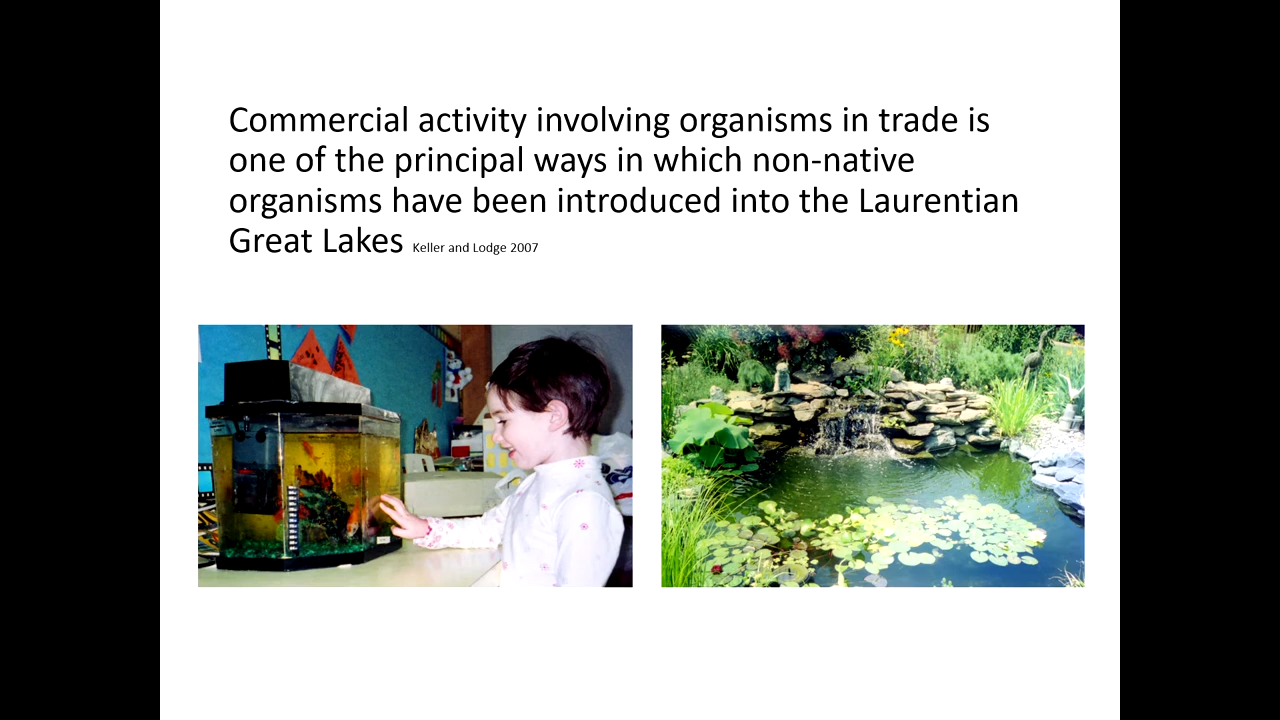 Commercial activity involving organisms in trade is
one of the principal ways in which non-native
organisms have been introduced into the Laurentian
Great Lakes Keller and Lodge 2007